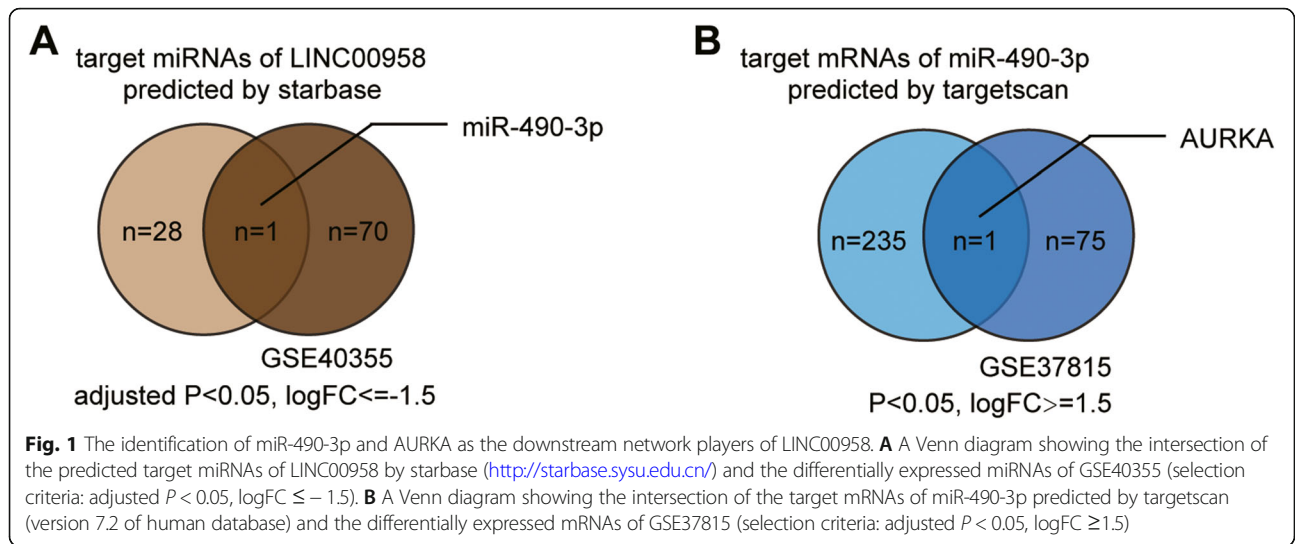 A
target miRNAs of LINC00958
predicted by starbase
miR-490-3p
n=28
n=1
n=70
GSE40355
adjusted P<0.05, logFC<=-1.5
B
target mRNAs of miR-490-3p
predicted by targetscan
AURKA
n=235
n=1
n=75
GSE37815
P<0.05, logFC>=1.5
Fig. 1 The identification of miR-490-3p and AURKA as the downstream network players of LINC00958. A A Venn diagram showing the intersection of
the predicted target miRNAs of LINC00958 by starbase (http://starbase.sysu.edu.cn/) and the differentially expressed miRNAs of GSE40355 (selection
criteria: adjusted P < 0.05, logFC ≤ − 1.5). B A Venn diagram showing the intersection of the target mRNAs of miR-490-3p predicted by targetscan
(version 7.2 of human database) and the differentially expressed mRNAs of GSE37815 (selection criteria: adjusted P < 0.05, logFC ≥1.5)